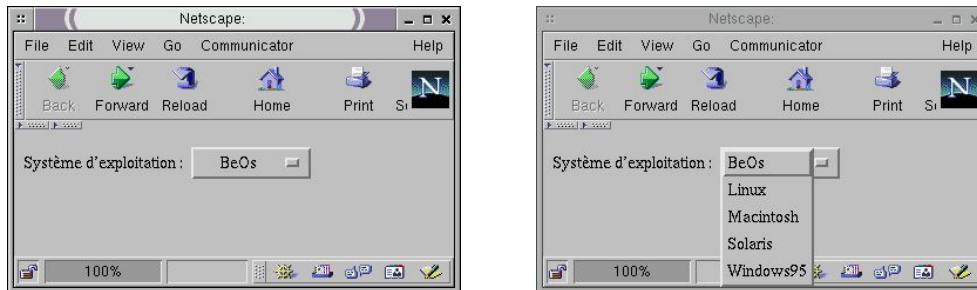 Netscape:
File Edit View Go Communicator Help
Back Forward Reload Home Print
N
Système d'exploitation : BeOs
100%
Netscape:
File Edit View Go Communicator Help
Back Forward Reload Home Print
N
Système d'exploitation : BeOs
Linux
Macintosh
Solaris
Windows95
100%